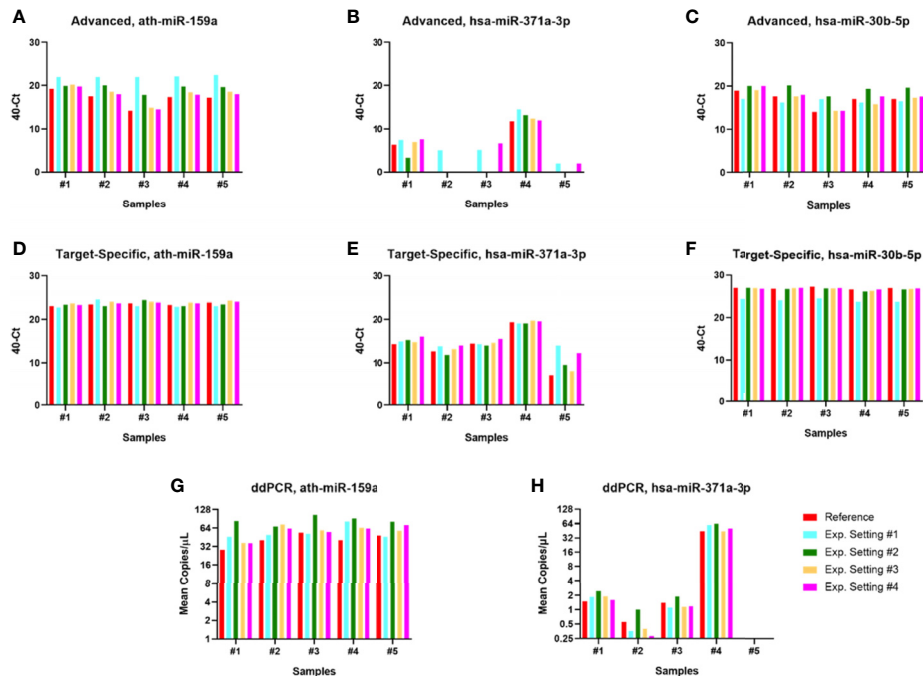 A
Advanced, ath-miR-159a
30
20
10
0
40-Ct
#1 #2 #3 #4 #5
Samples
B
Advanced, hsa-miR-371a-3p
30
20
10
0
40-Ct
#1 #2 #3 #4 #5
Samples
C
Advanced, hsa-miR-30b-5p
30
20
10
0
40-Ct
#1 #2 #3 #4 #5
Samples
D
Target-Specific, ath-miR-159a
30
20
10
0
40-Ct
#1 #2 #3 #4 #5
Samples
E
Target-Specific, hsa-miR-371a-3p
30
20
10
0
40-Ct
#1 #2 #3 #4 #5
Samples
F
Target-Specific, hsa-miR-30b-5p
30
20
10
0
40-Ct
#1 #2 #3 #4 #5
Samples
G
ddPCR, ath-miR-159a
128
64
32
16
8
4
2
1
Mean Copies/µL
#1 #2 #3 #4 #5
Samples
H
ddPCR, hsa-miR-371a-3p
128
64
32
16
8
4
2
1
0.5
0.25
Mean Copies/µL
#1 #2 #3 #4 #5
Samples
Reference
Exp. Setting #1
Exp. Setting #2
Exp. Setting #3
Exp. Setting #4